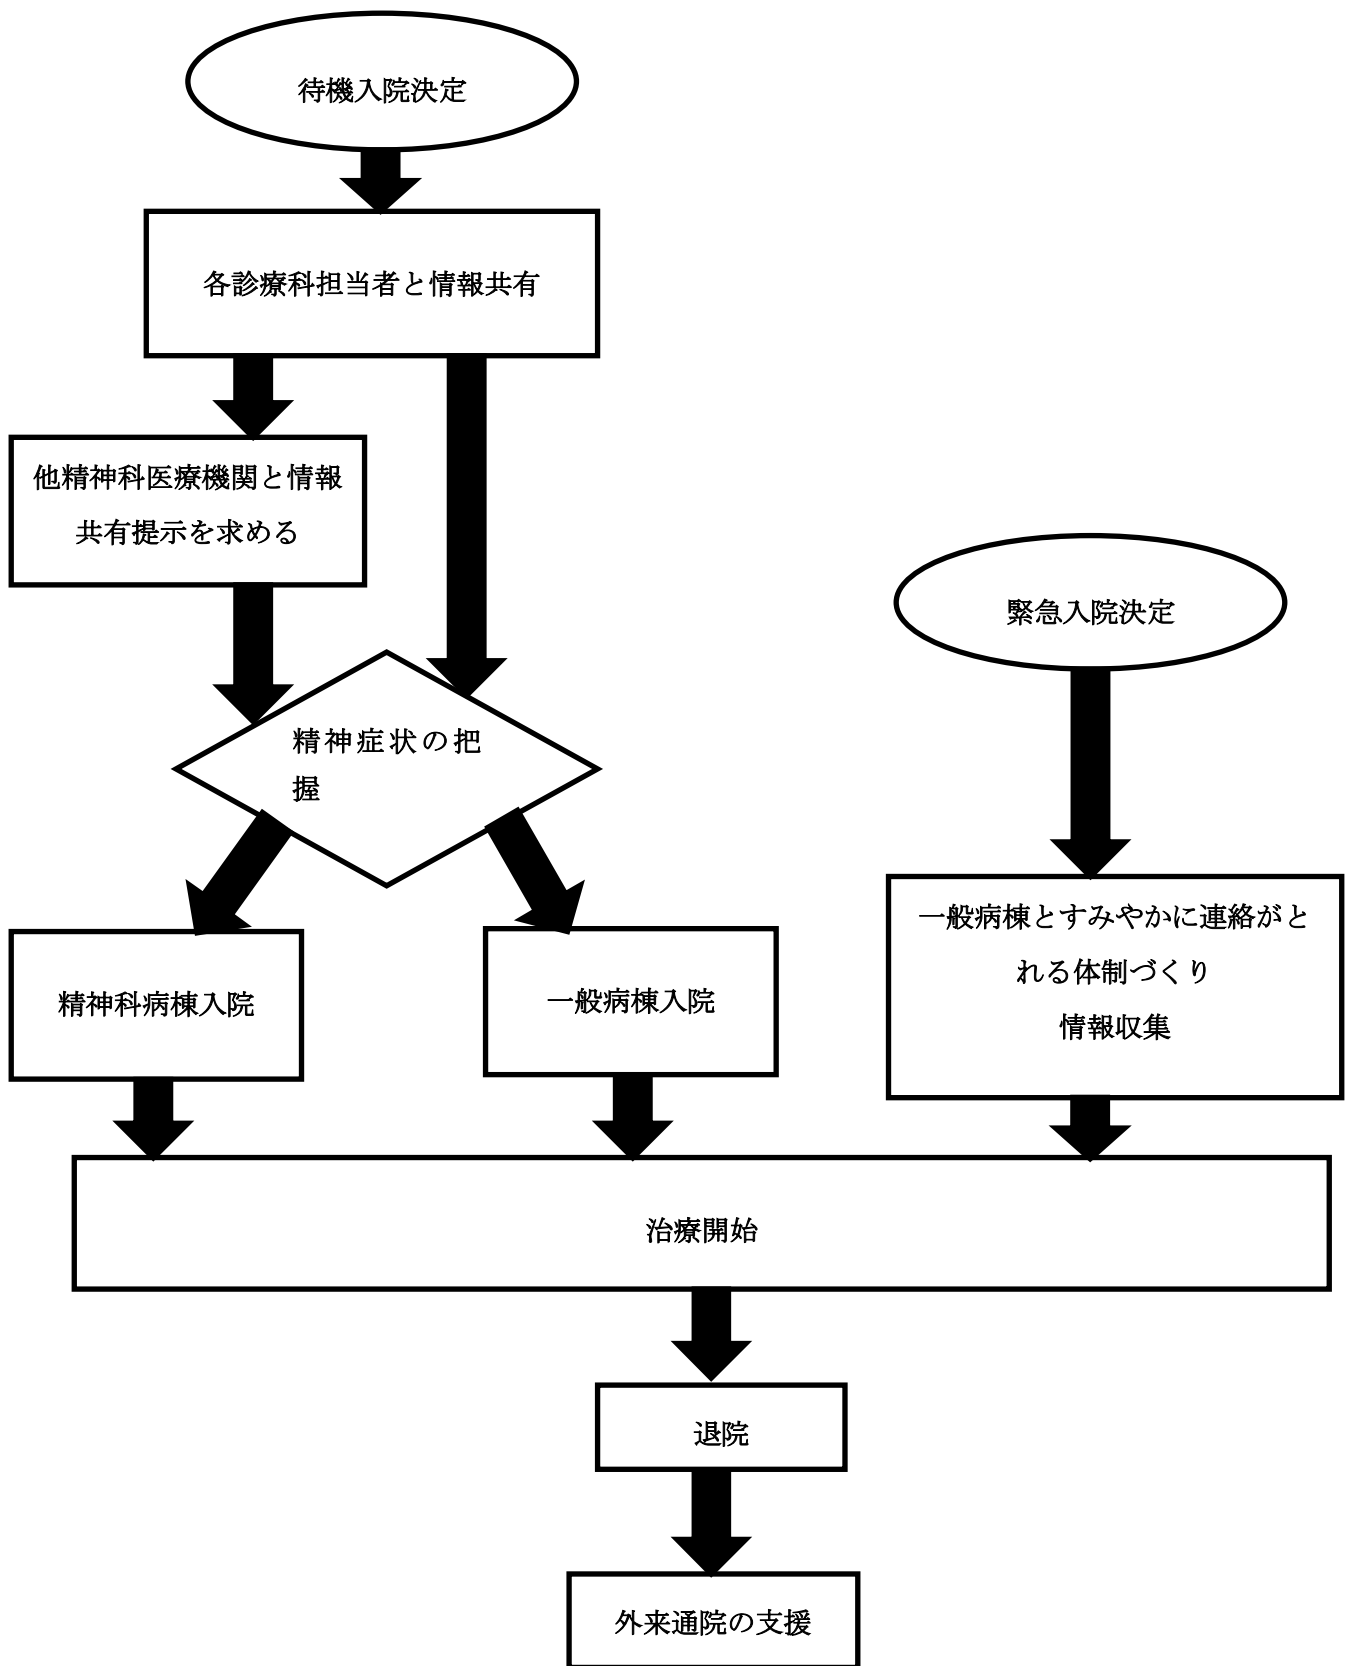 待機入院決定
各診療科担当者と情報共有
他精神科医療機関と情報
共有提示を求める
緊急入院決定
精神症状の把
握
一般病棟とすみやかに連絡がと
れる体制づくり
情報収集
精神科病棟入院
一般病棟入院
治療開始
退院
外来通院の支援